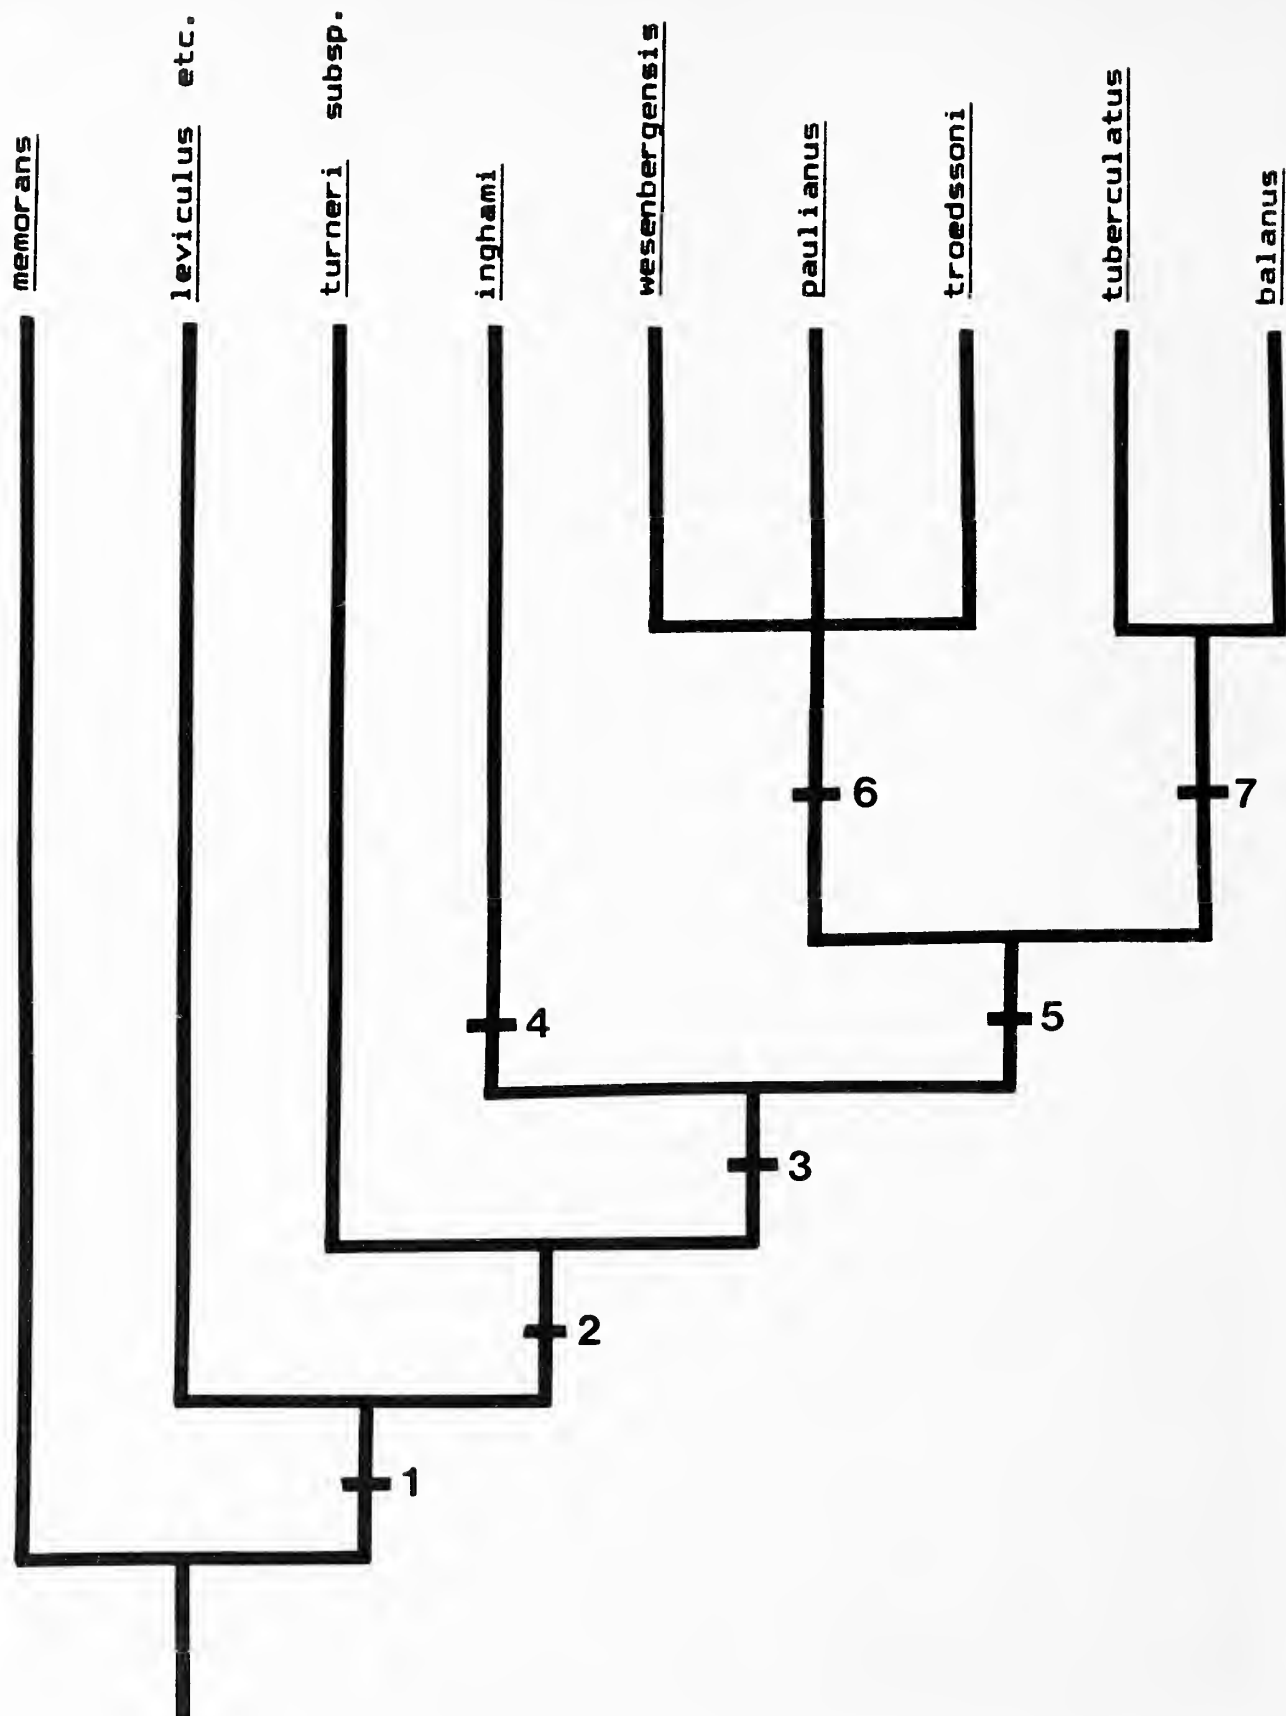 memorans
leviculus etc.
turneri subsp.
inghami
wesenbergensis
paulianus
troedssoni
tuberculatus
balanus
6
7
4
5
3
2
1